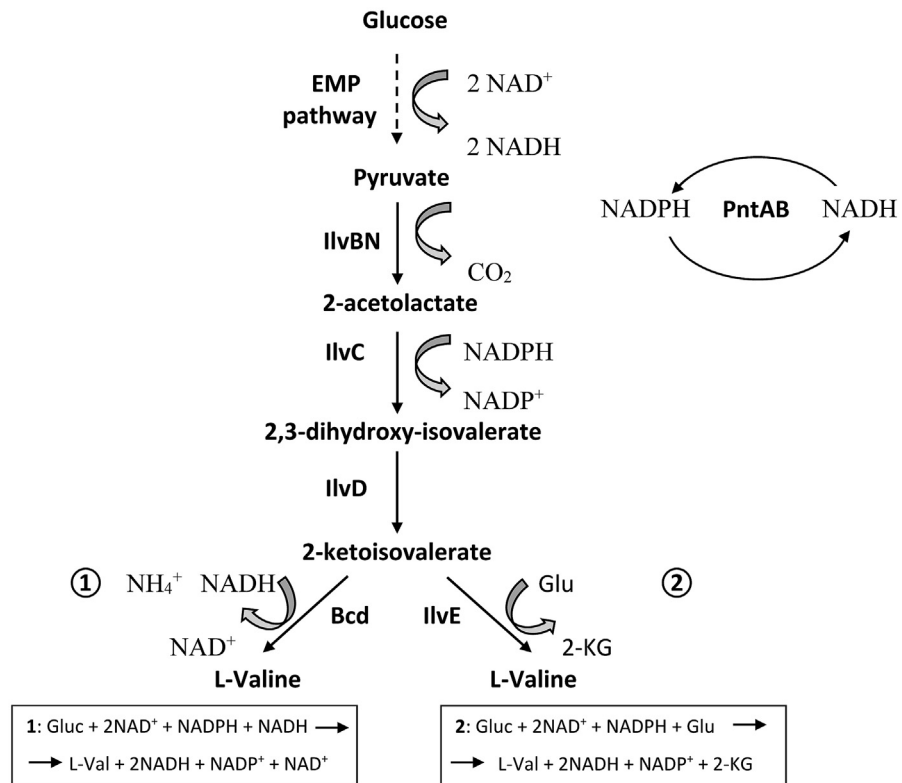 Glucose
EMP
pathway
2 NAD⁺
2 NADH
Pyruvate
NADPH PntAB NADH
IlvBN
CO₂
2-acetolactate
IlvC
NADPH
NADP⁺
2,3-dihydroxy-isovalerate
IlvD
2-ketoisovalerate
① NH₄⁺ NADH Glu ②
Bcd IlvE
NAD⁺ 2-KG
L-Valine L-Valine
1: Gluc + 2NAD⁺ + NADPH + NADH ⟶
⟶ L-Val + 2NADH + NADP⁺ + NAD⁺
2: Gluc + 2NAD⁺ + NADPH + Glu ⟶
⟶ L-Val + 2NADH + NADP⁺ + 2-KG